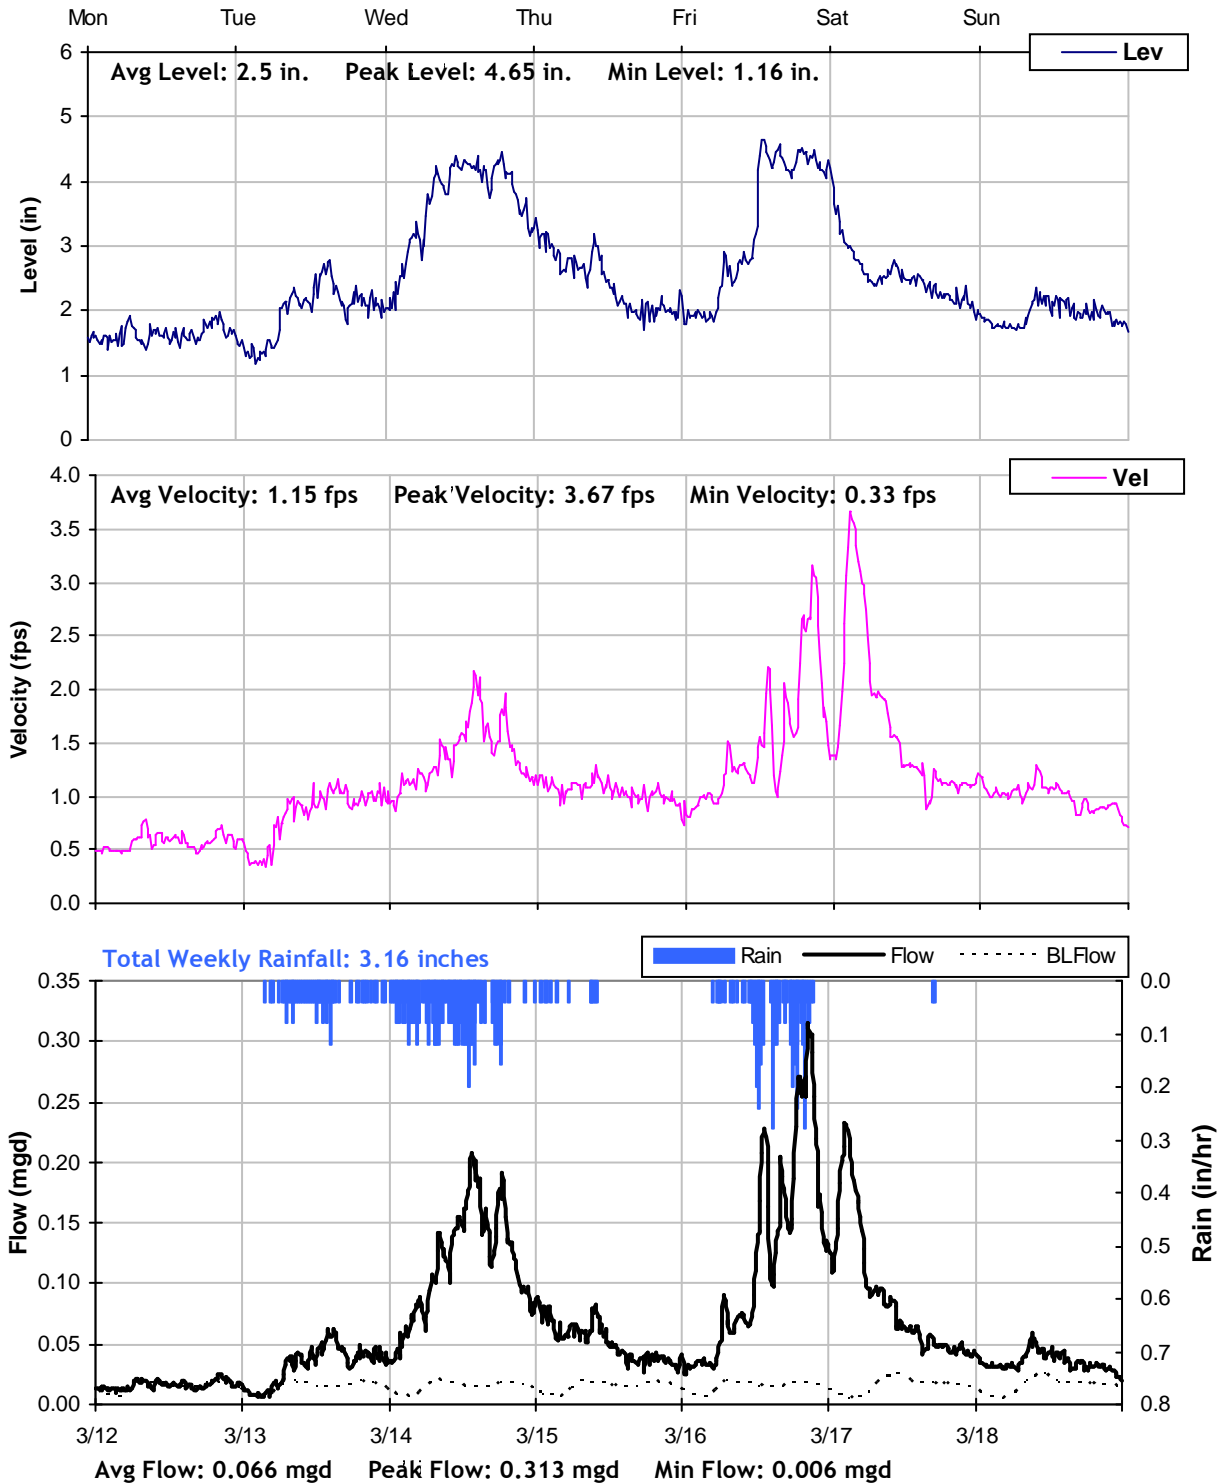 Mon Tue Wed Thu Fri Sat Sun
Lev
Avg Level: 2.5 in. Peak Level: 4.65 in. Min Level: 1.16 in.
6
5
4
3
2
1
0
Level (in)
Vel
Avg Velocity: 1.15 fps Peak Velocity: 3.67 fps Min Velocity: 0.33 fps
4.0
3.5
3.0
2.5
2.0
1.5
1.0
0.5
0.0
Velocity (fps)
Total Weekly Rainfall: 3.16 inches
Rain Flow BLFlow
0.35
0.30
0.25
0.20
0.15
0.10
0.05
0.00
Flow (mgd)
0.0
0.1
0.2
0.3
0.4
0.5
0.6
0.7
0.8
Rain (in/hr)
3/12 3/13 3/14 3/15 3/16 3/17 3/18
Avg Flow: 0.066 mgd Peak Flow: 0.313 mgd Min Flow: 0.006 mgd